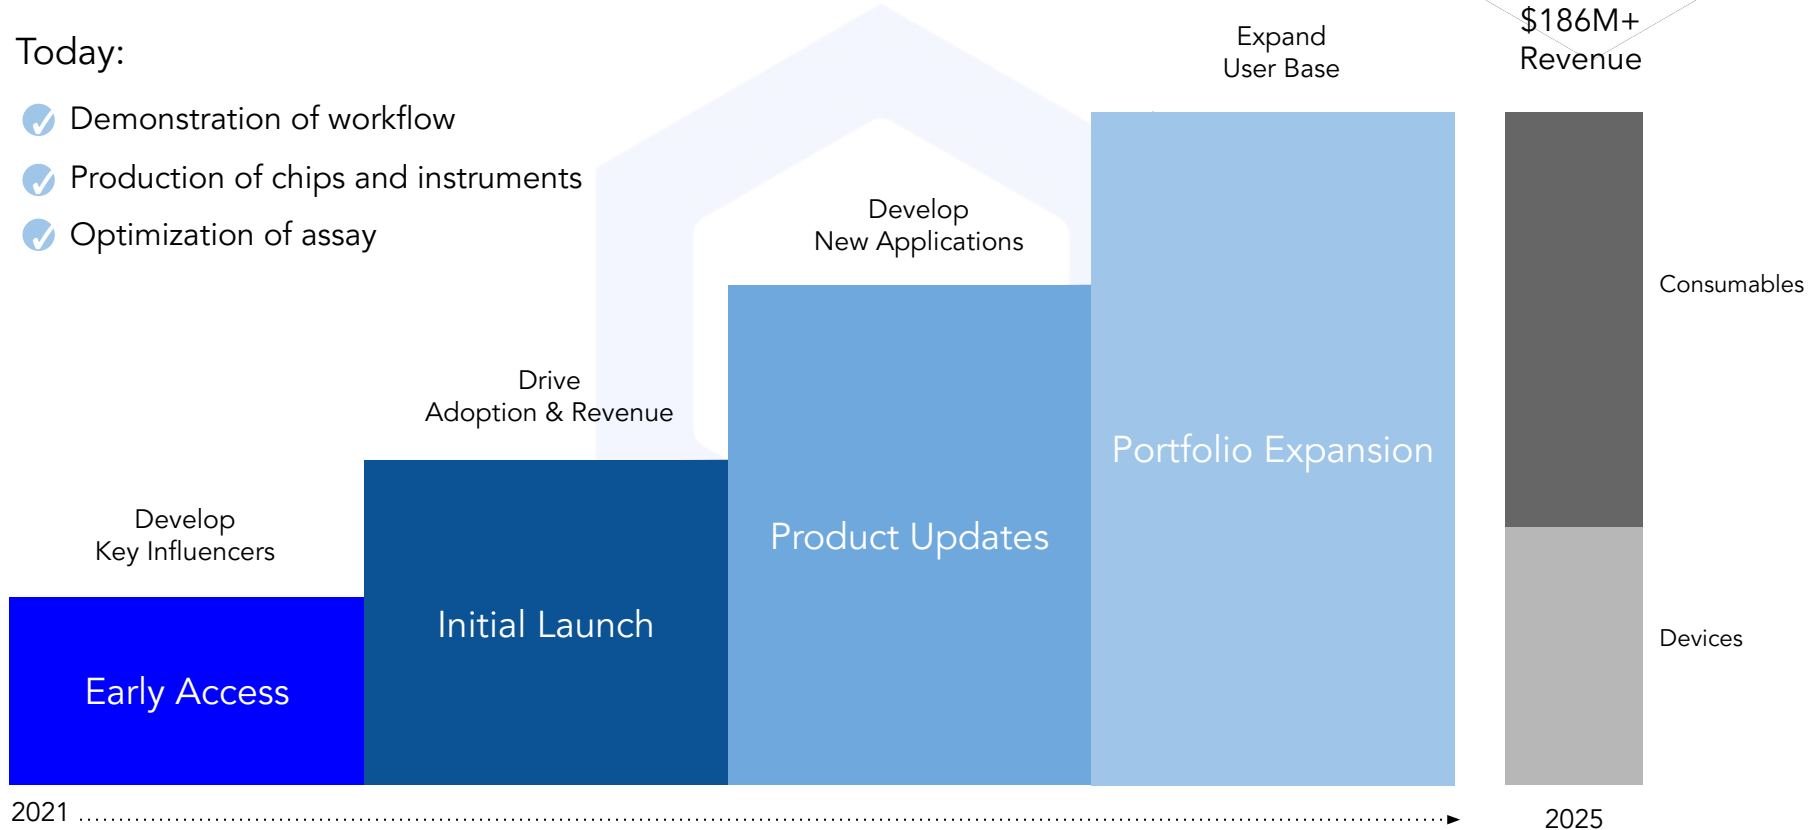 Today:
Demonstration of workflow
Production of chips and instruments
Optimization of assay
Develop
Key Influencers
Early Access
Drive
Adoption & Revenue
Initial Launch
Develop
New Applications
Product Updates
Expand
User Base
Portfolio Expansion
$186M+
Revenue
Consumables
Devices
2021
2025